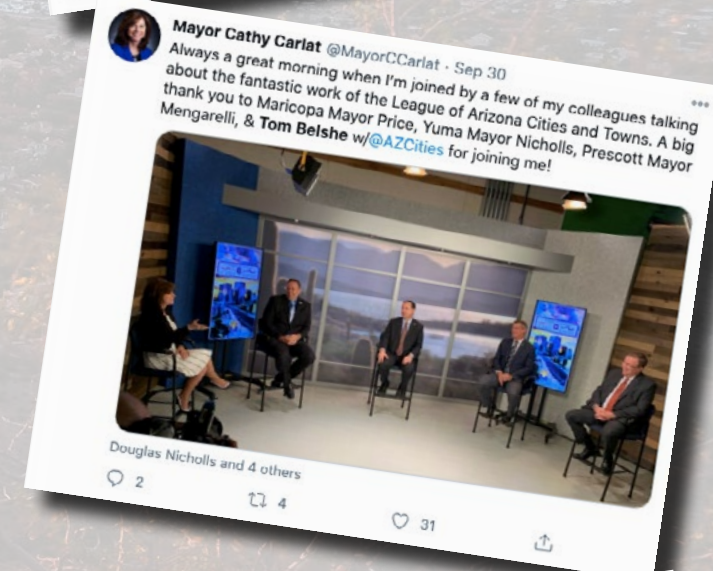 Mayor Cathy Carlat @MayorCCarlat · Sep 30
Always a great morning when I'm joined by a few of my colleagues talking
about the fantastic work of the League of Arizona Cities and Towns. A big
thank you to Maricopa Mayor Price, Yuma Mayor Nicholls, Prescott Mayor
Mengarelli, & Tom Belshe w/@AZCities for joining me!
Douglas Nicholls and 4 others
2
4
31